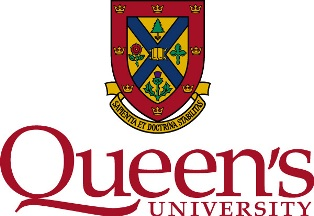 SAPIENTIA ET DOCTRINA STABILITAS
Queen's
UNIVERSITY